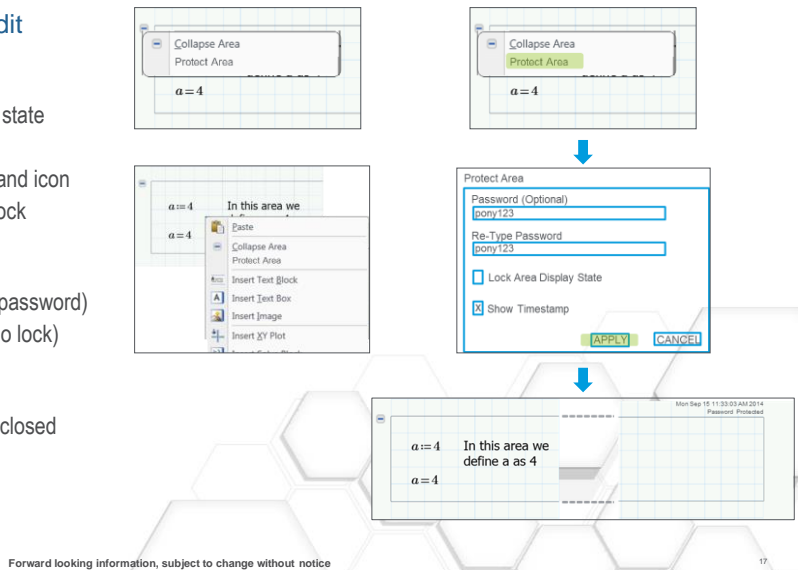 dit
state
and icon
ock
password)
o lock)
closed
Collapse Area
Protect Area
a=4
Collapse Area
Protect Area
a=4
a:=4 In this area we
a=4
Paste
Collapse Area
Protect Area
Insert Text Block
Insert Text Box
Insert Image
Insert XY Plot
Protect Area
Password (Optional)
pony123
Re-Type Password
pony123
Lock Area Display State
X Show Timestamp
APPLY CANCEL
Mon Sep 15 11:33:03 AM 2014
Password Protected
a:=4 In this area we
define a as 4
a=4
Forward looking information, subject to change without notice
17